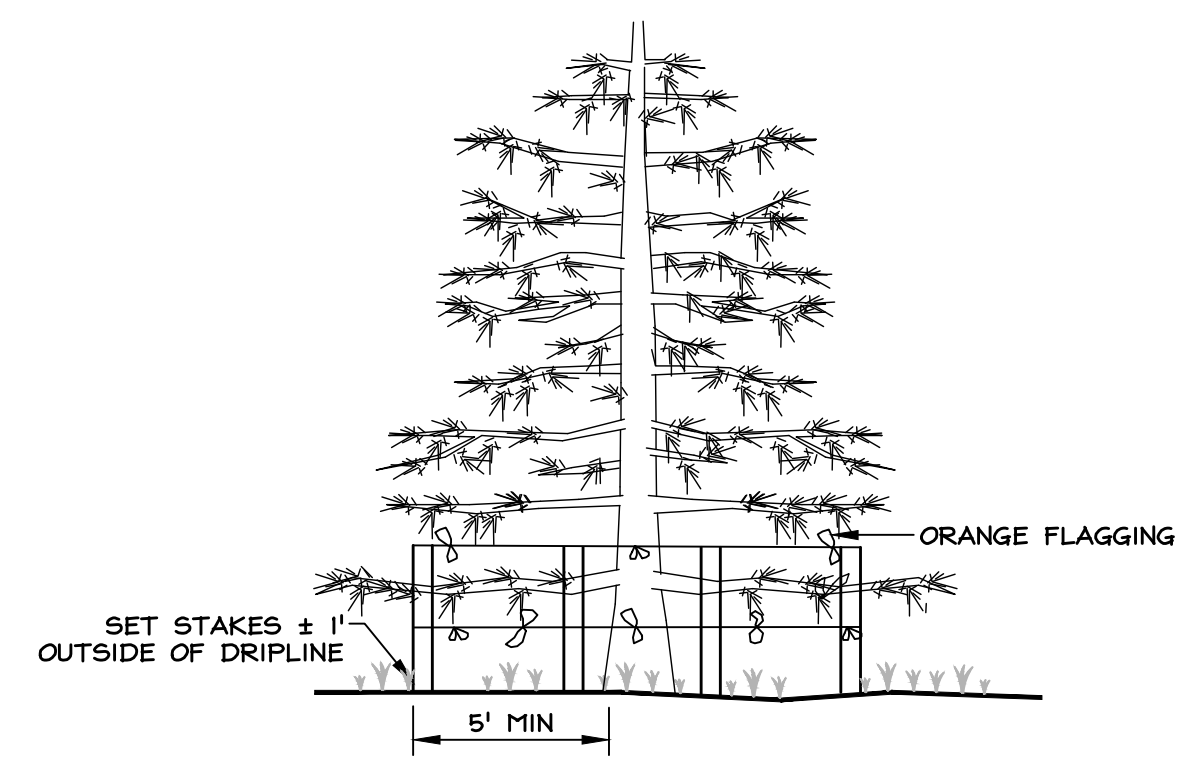 ORANGE FLAGGING
SET STAKES ± 1'
OUTSIDE OF DRIPLINE
5' MIN